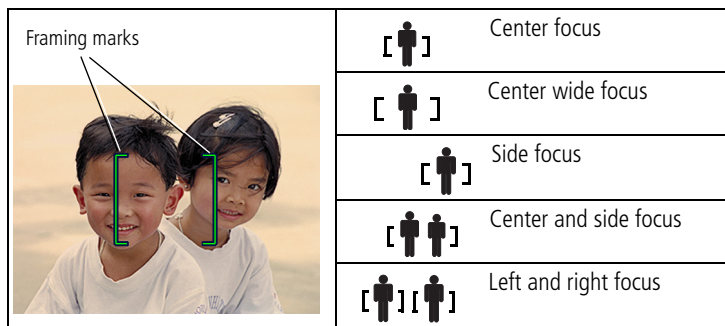 Framing marks
Center focus
Center wide focus
Side focus
Center and side focus
Left and right focus